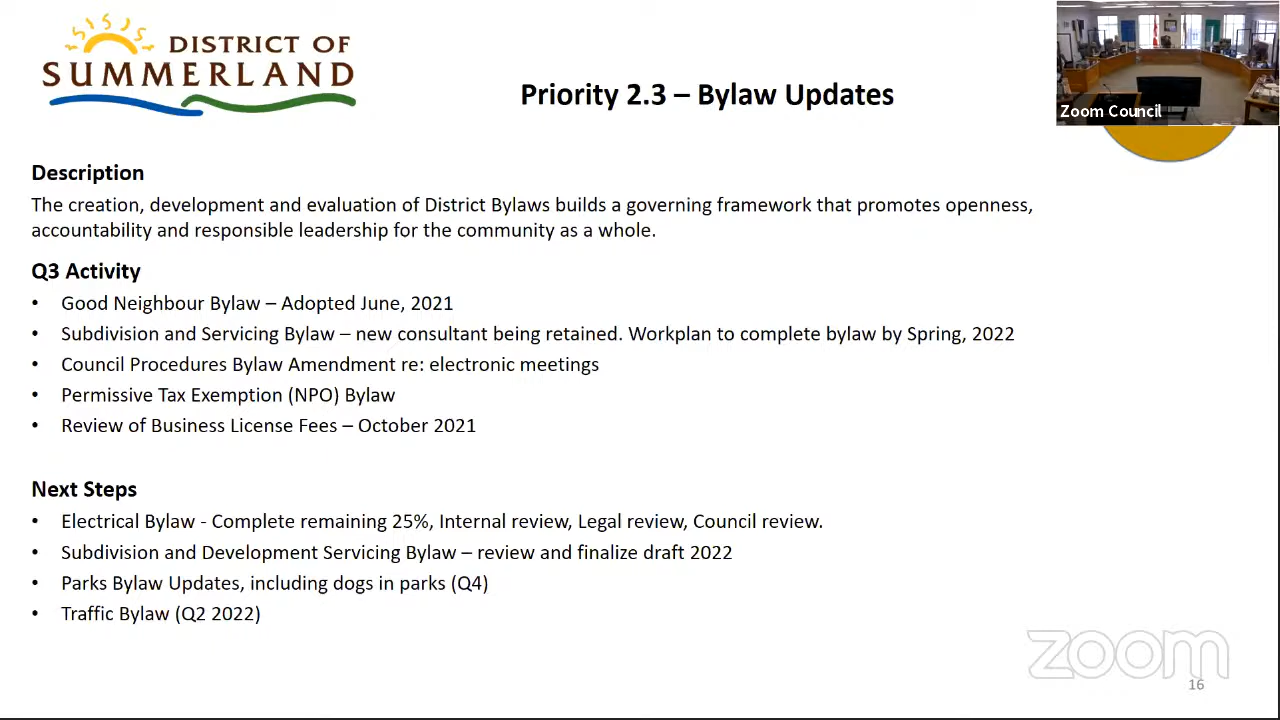 DISTRICT OF
SUMMERLAND
Priority 2.3 – Bylaw Updates
Zoom Council
Description
The creation, development and evaluation of District Bylaws builds a governing framework that promotes openness,
accountability and responsible leadership for the community as a whole.
Q3 Activity
• Good Neighbour Bylaw – Adopted June, 2021
• Subdivision and Servicing Bylaw – new consultant being retained. Workplan to complete bylaw by Spring, 2022
• Council Procedures Bylaw Amendment re: electronic meetings
• Permissive Tax Exemption (NPO) Bylaw
• Review of Business License Fees – October 2021
Next Steps
• Electrical Bylaw - Complete remaining 25%, Internal review, Legal review, Council review.
• Subdivision and Development Servicing Bylaw – review and finalize draft 2022
• Parks Bylaw Updates, including dogs in parks (Q4)
• Traffic Bylaw (Q2 2022)
zoom
16